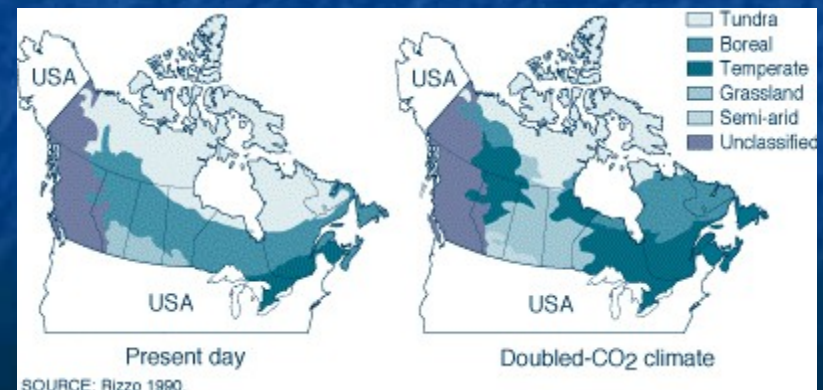 Tundra
Boreal
Temperate
Grassland
Semi-arid
Unclassified
USA
USA
USA
USA
Present day
Doubled-CO2 climate
SOURCE: Rizzo 1990.